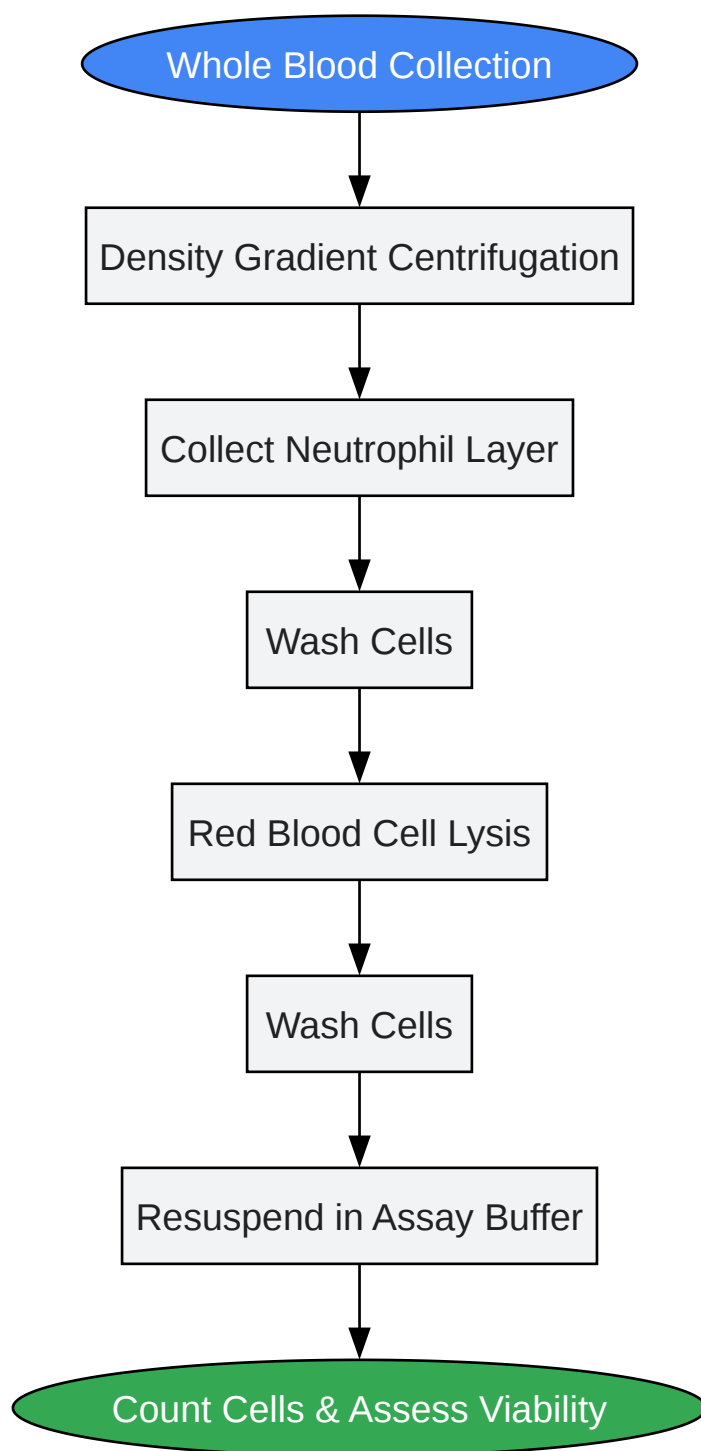 Whole Blood Collection
Density Gradient Centrifugation
Collect Neutrophil Layer
Wash Cells
Red Blood Cell Lysis
Wash Cells
Resuspend in Assay Buffer
Count Cells & Assess Viability